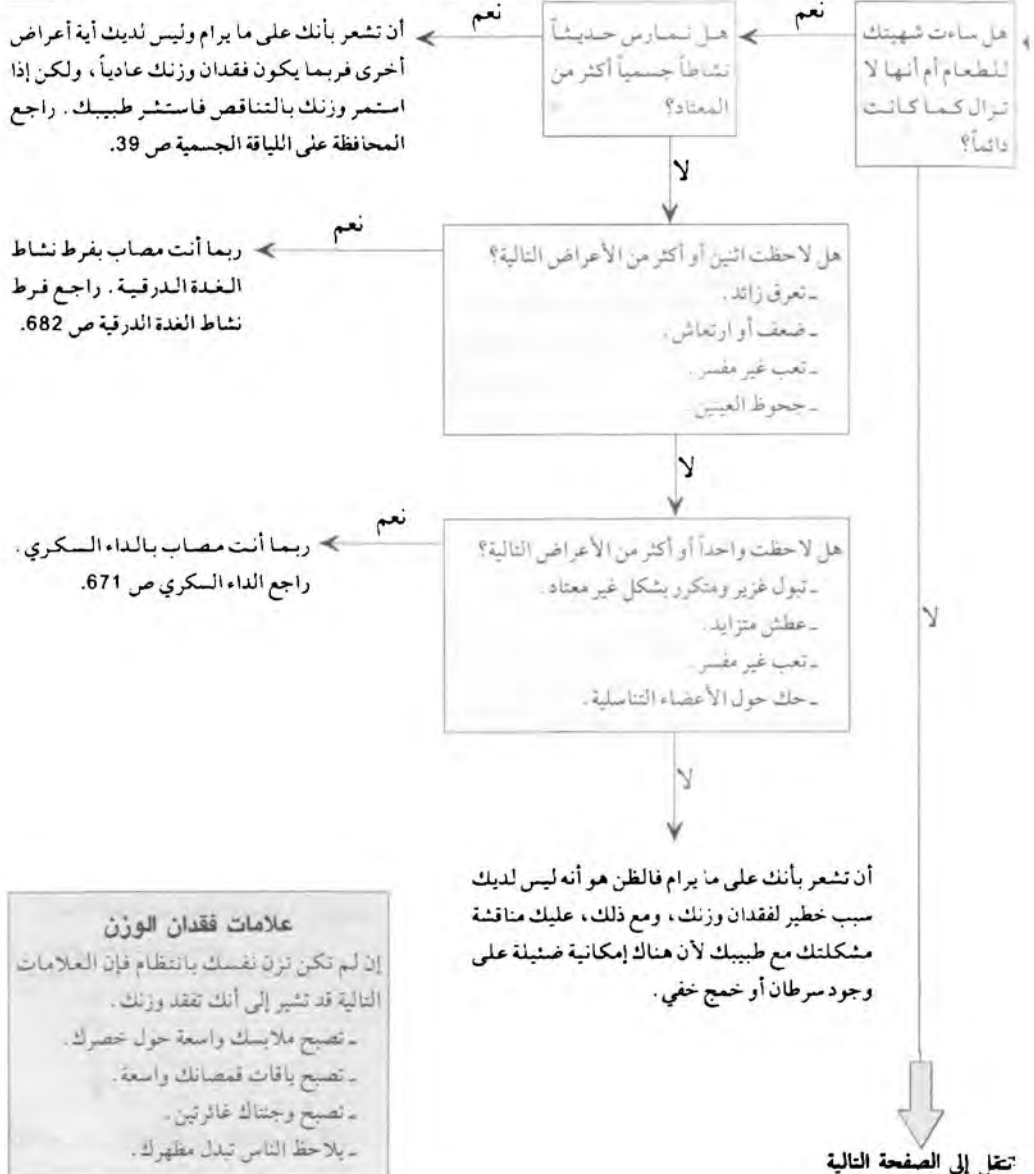 هل ساءت شهيتك
للطعام أم أنها لا
تزال كما كانت
دائماً؟
نعم
هل تمارس حديثاً
نشاطاً جسمياً أكثر من
المعتاد؟
نعم
أن تشعر بأنك على ما يرام وليس لديك أية أعراض
أخرى فربما يكون فقدان وزنك عادياً، ولكن إذا
استمر وزنك بالتناقص فاستشر طبيبك. راجع
المحافظة على اللياقة الجسمية ص 39.
لا
هل لاحظت اثنين أو أكثر من الأعراض التالية؟
ـ تعرق زائد.
ـ ضعف أو ارتعاش.
ـ تعب غير مفسر.
ـ جحوظ العينين
نعم
ربما أنت مصاب بفرط نشاط
الغدة الدرقية. راجع فرط
نشاط الغدة الدرقية ص 682.
لا
هل لاحظت واحداً أو أكثر من الأعراض التالية؟
ـ تبول غزير ومتكرر بشكل غير معتاد.
ـ عطش متزايد.
ـ تعب غير مفسر.
ـ حك حول الأعضاء التناسلية.
نعم
ربما أنت مصاب بالداء السكري.
راجع الداء السكري ص 671.
لا
لا
أن تشعر بأنك على ما يرام فالظن هو أنه ليس لديك
سبب خطير لفقدان وزنك، ومع ذلك، عليك مناقشة
مشكلتك مع طبيبك لأن هناك إمكانية ضئيلة على
وجود سرطان أو خمج خفي.
علامات فقدان الوزن
إن لم تكن تزن نفسك بانتظام فإن العلامات
التالية قد تشير إلى أنك تفقد وزنك.
ـ تصبح ملابسك واسعة حول خصرك.
ـ تصبح ياقات قمصانك واسعة.
ـ تصبح وجنتاك غائرتين.
ـ يلاحظ الناس تبدل مظهرك.
تنتقل إلى الصفحة التالية